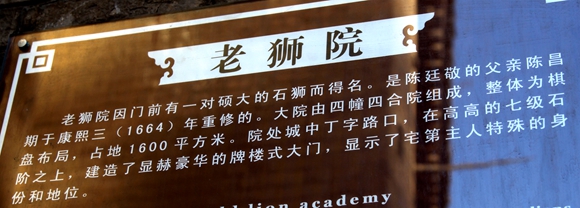 老狮院
老狮院因门前有一对硕大的石狮而得名。是陈廷敬的父亲陈昌
期于康熙三（1664）年重修的。大院由四幢四合院组成，整体为棋
盘布局，占地1600平方米。院处城中丁字路口，在高高的七级石
阶之上，建造了显赫豪华的牌楼式大门，显示了宅第主人特殊的身
份和地位。
lion academy